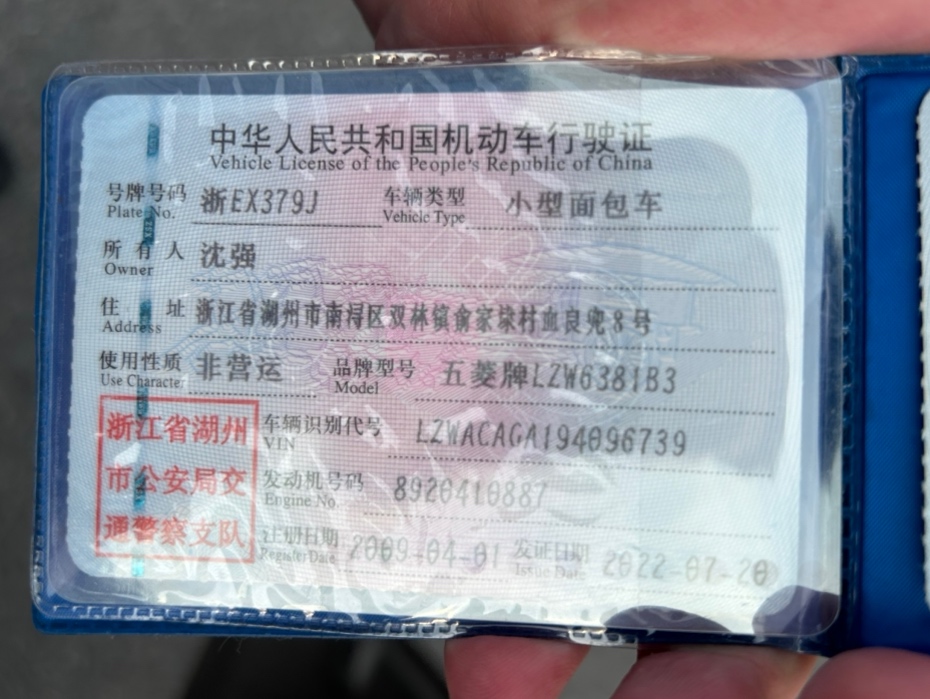 中华人民共和国机动车行驶证
Vehicle License of the People's Republic of China
号牌号码 浙EX379J 车辆类型 小型面包车
Plate No. Vehicle Type
所有人 沈强
Owner
住址 浙江省湖州市南浔区双林镇俞家垛村血良兜8号
Address
使用性质 非营运 品牌型号 五菱牌LZW6381B3
Use Character Model
浙江省湖州
市公安局交
通警察支队
车辆识别代号 LZWACAGA194096739
VIN
发动机号码 8920410887
Engine No.
注册日期 2009-04-01 发证日期 2022-07-20
Register Date Issue Date